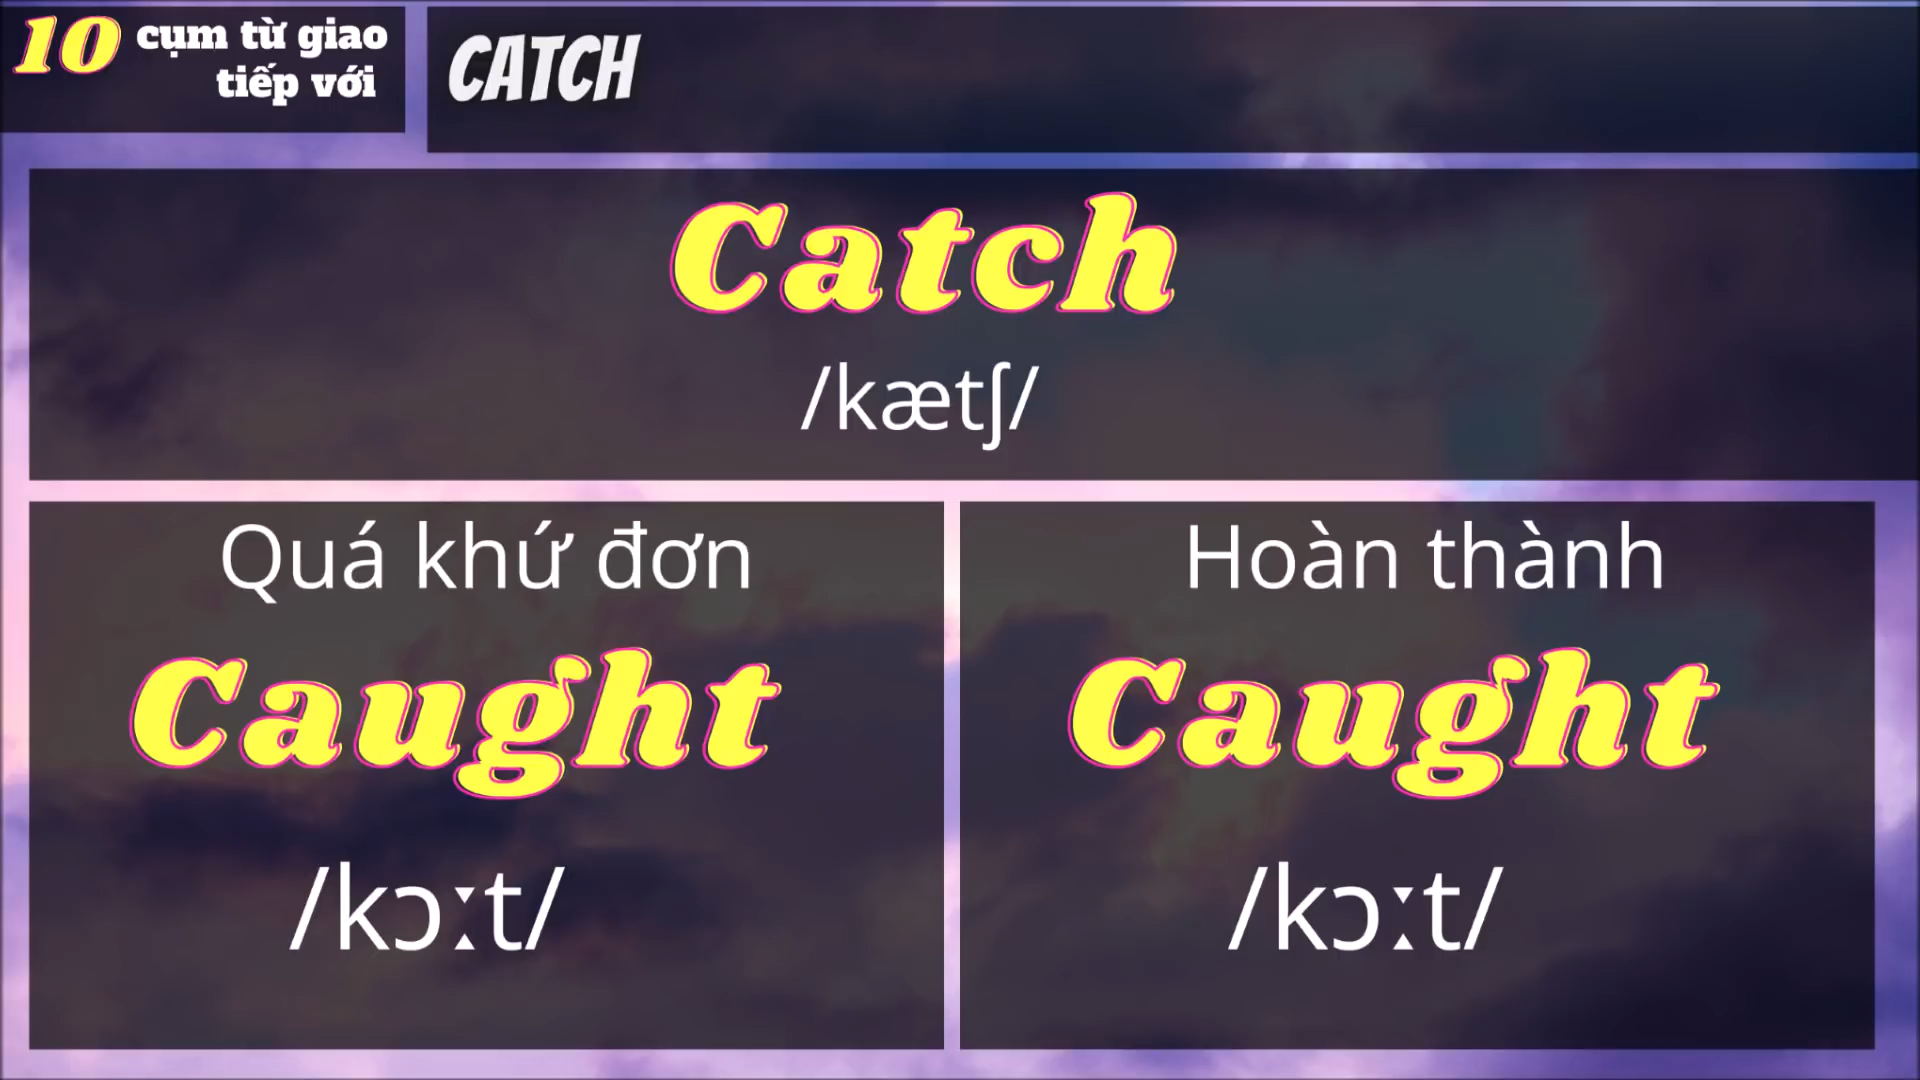 10 cụm từ giao
tiếp với
CATCH
Catch
/kætʃ/
Quá khứ đơn
Caught
/kɔːt/
Hoàn thành
Caught
/kɔːt/